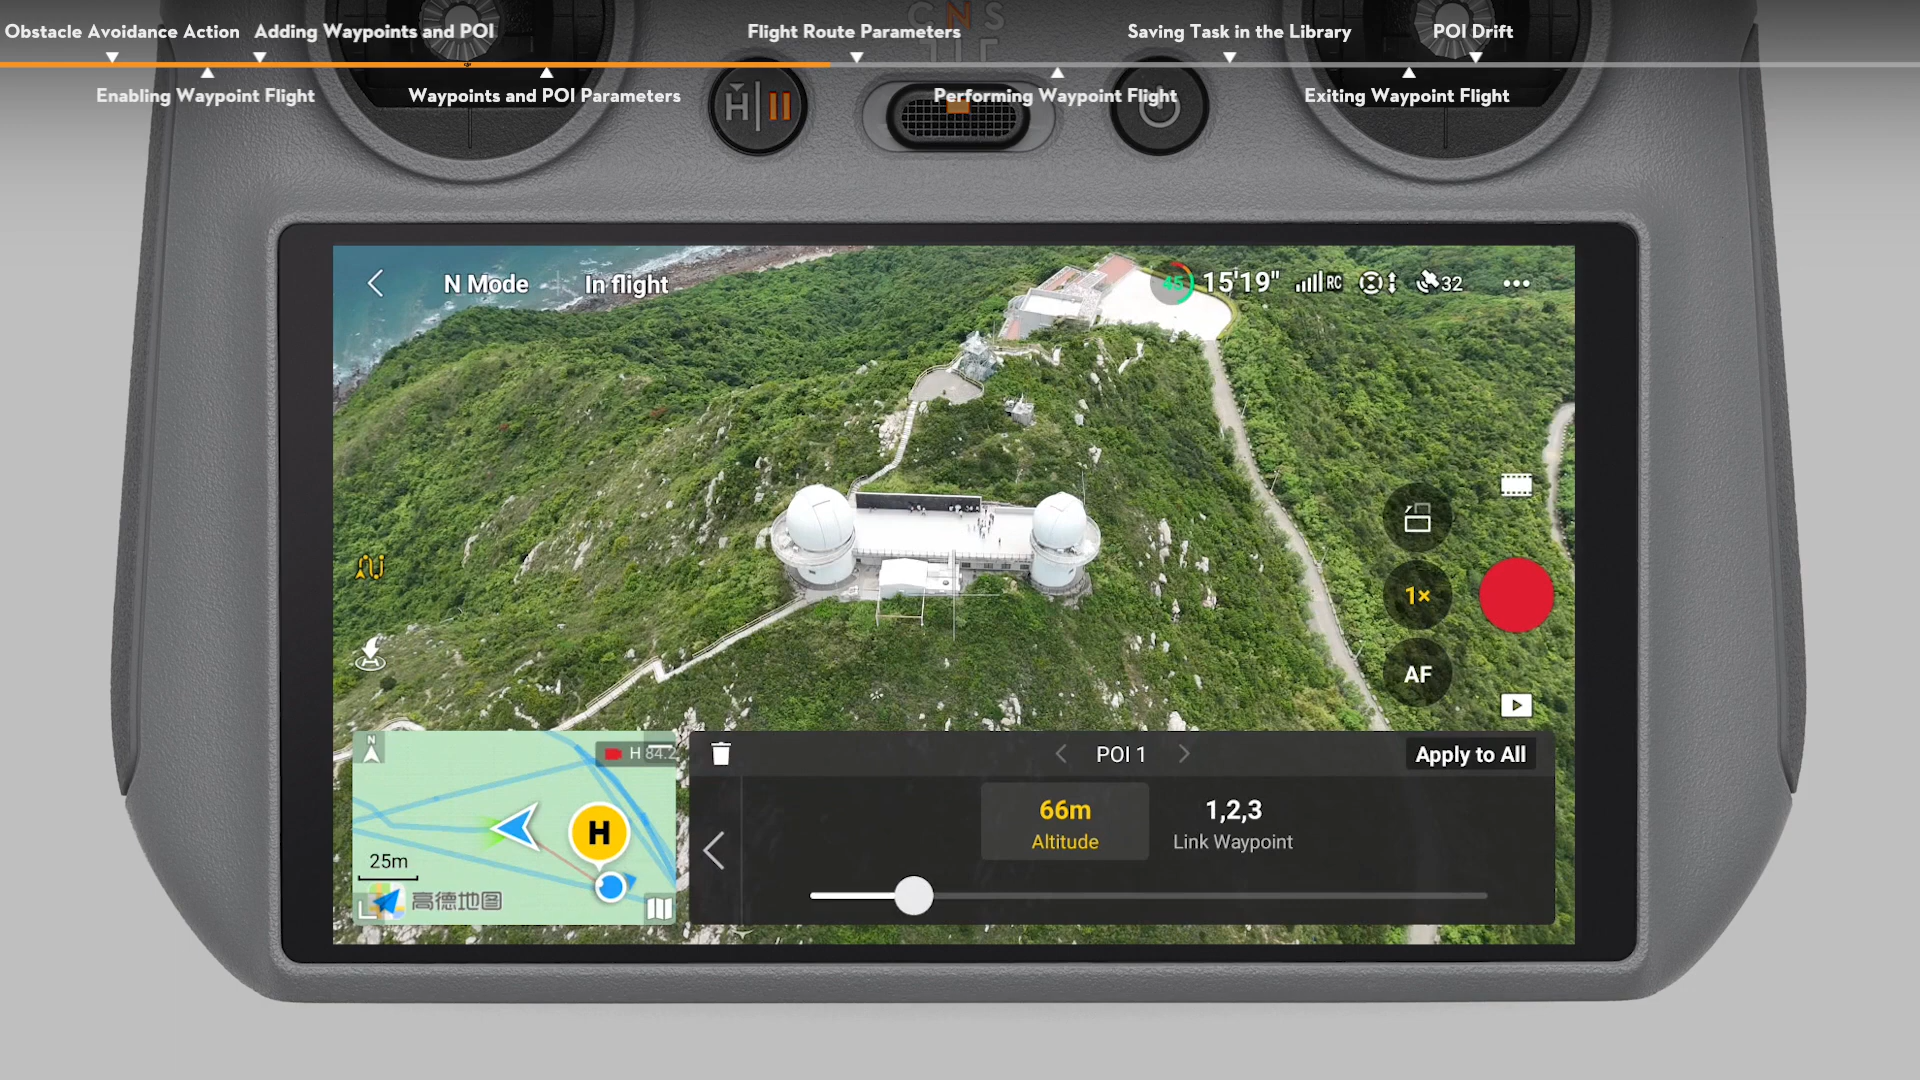 Obstacle Avoidance Action
Adding Waypoints and POI
Flight Route Parameters
Saving Task in the Library
POI Drift
Enabling Waypoint Flight
Waypoints and POI Parameters
Performing Waypoint Flight
Exiting Waypoint Flight
C N S
H
N Mode
In flight
45
15'19"
RC
32
1×
AF
N
H 84.2
H
25m
高德地图
POI 1
Apply to All
66m
1,2,3
Altitude
Link Waypoint